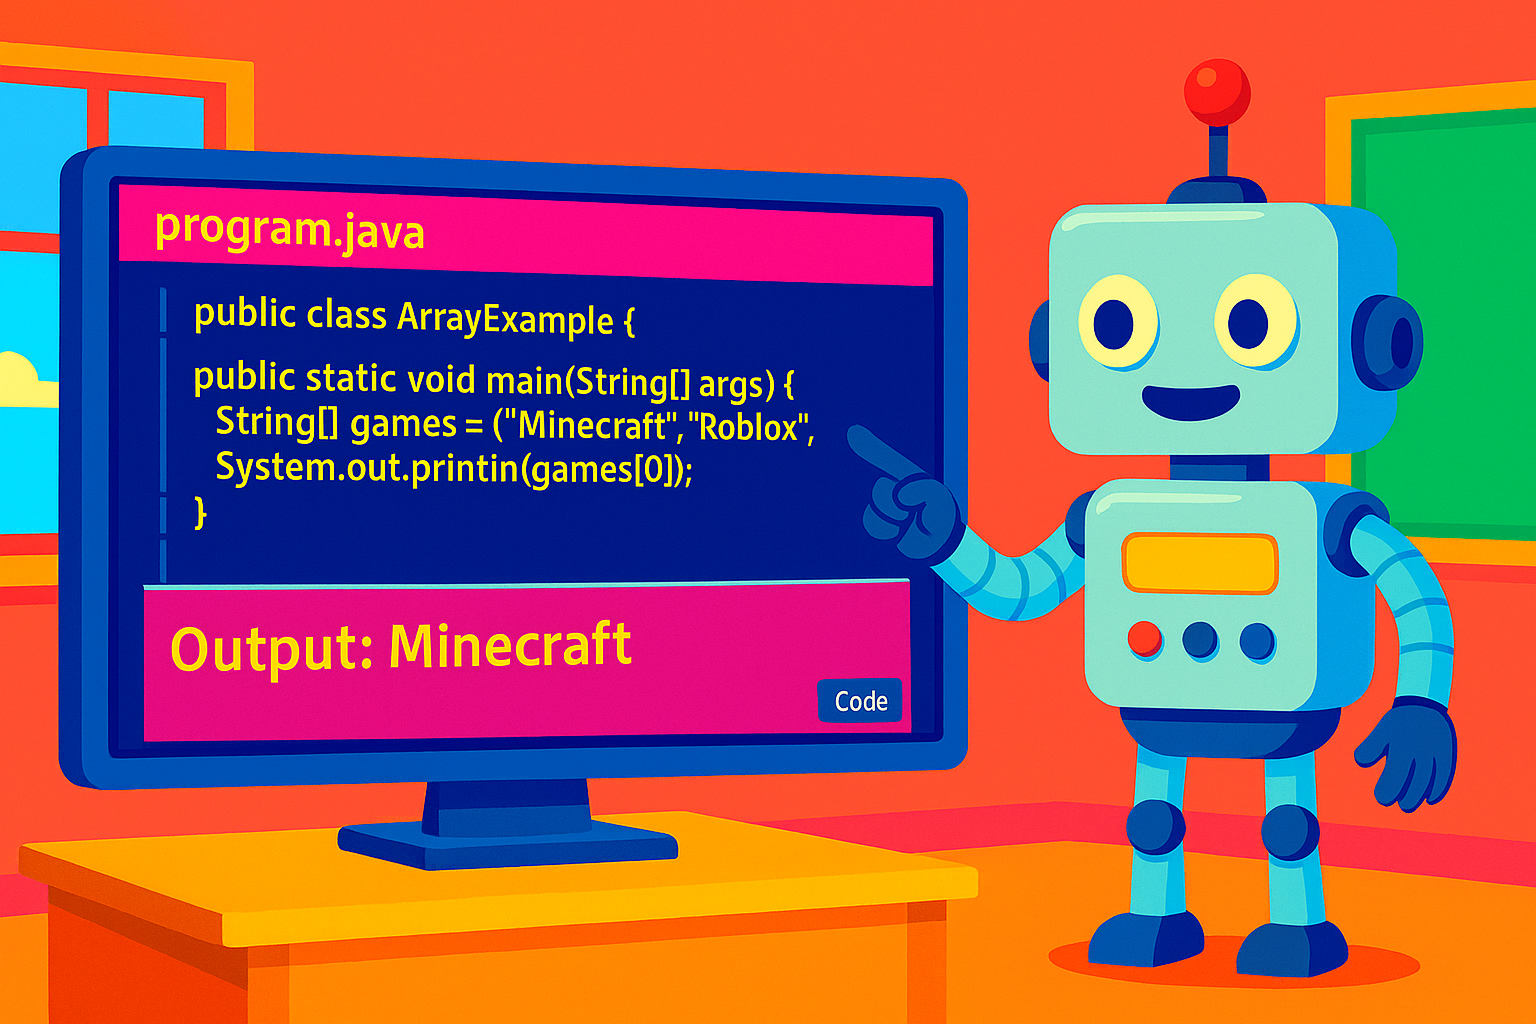 program.java
public class ArrayExample {
public static void main(String[] args) {
String[] games = ("Minecraft","Roblox",
System.out.printin(games[0]);
}
Output: Minecraft
Code